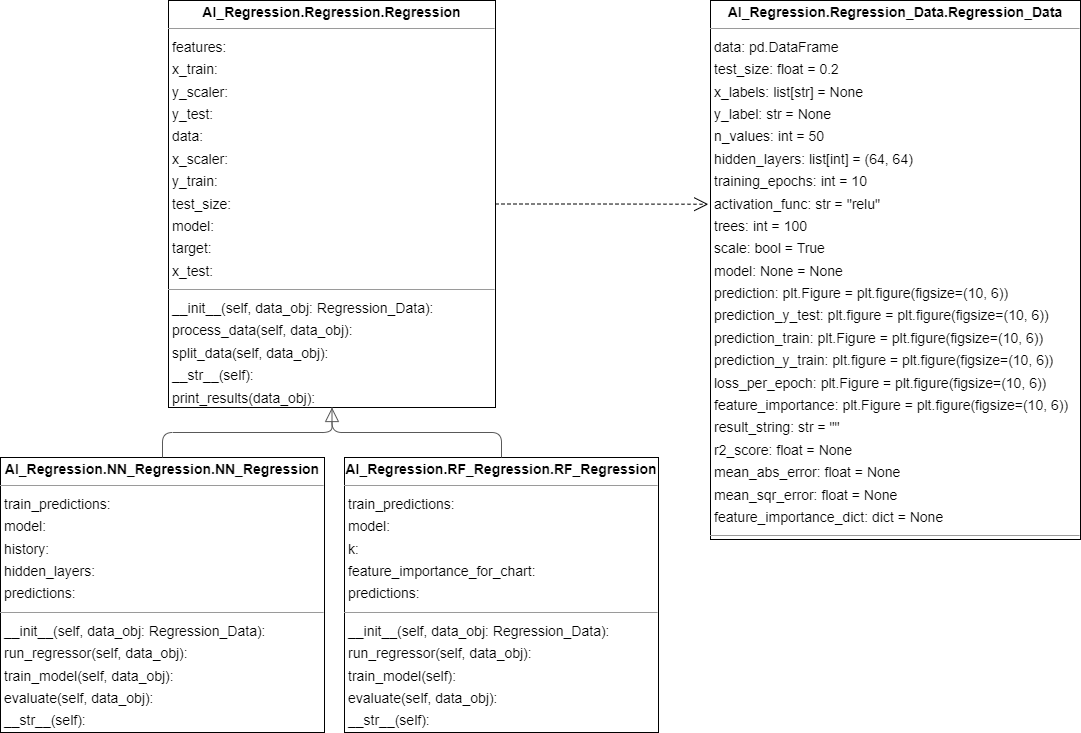 AI_Regression.Regression.Regression
features:
x_train:
y_scaler:
y_test:
data:
x_scaler:
y_train:
test_size:
model:
target:
x_test:
__init__(self, data_obj: Regression_Data):
process_data(self, data_obj):
split_data(self, data_obj):
__str__(self):
print_results(data_obj):
AI_Regression.Regression_Data.Regression_Data
data: pd.DataFrame
test_size: float = 0.2
x_labels: list[str] = None
y_label: str = None
n_values: int = 50
hidden_layers: list[int] = (64, 64)
training_epochs: int = 10
activation_func: str = "relu"
trees: int = 100
scale: bool = True
model: None = None
prediction: plt.Figure = plt.figure(figsize=(10, 6))
prediction_y_test: plt.figure = plt.figure(figsize=(10, 6))
prediction_train: plt.Figure = plt.figure(figsize=(10, 6))
prediction_y_train: plt.figure = plt.figure(figsize=(10, 6))
loss_per_epoch: plt.Figure = plt.figure(figsize=(10, 6))
feature_importance: plt.Figure = plt.figure(figsize=(10, 6))
result_string: str = ""
r2_score: float = None
mean_abs_error: float = None
mean_sqr_error: float = None
feature_importance_dict: dict = None
AI_Regression.NN_Regression.NN_Regression
train_predictions:
model:
history:
hidden_layers:
predictions:
__init__(self, data_obj: Regression_Data):
run_regressor(self, data_obj):
train_model(self, data_obj):
evaluate(self, data_obj):
__str__(self):
AI_Regression.RF_Regression.RF_Regression
train_predictions:
model:
k:
feature_importance_for_chart:
predictions:
__init__(self, data_obj: Regression_Data):
run_regressor(self, data_obj):
train_model(self):
evaluate(self, data_obj):
__str__(self):